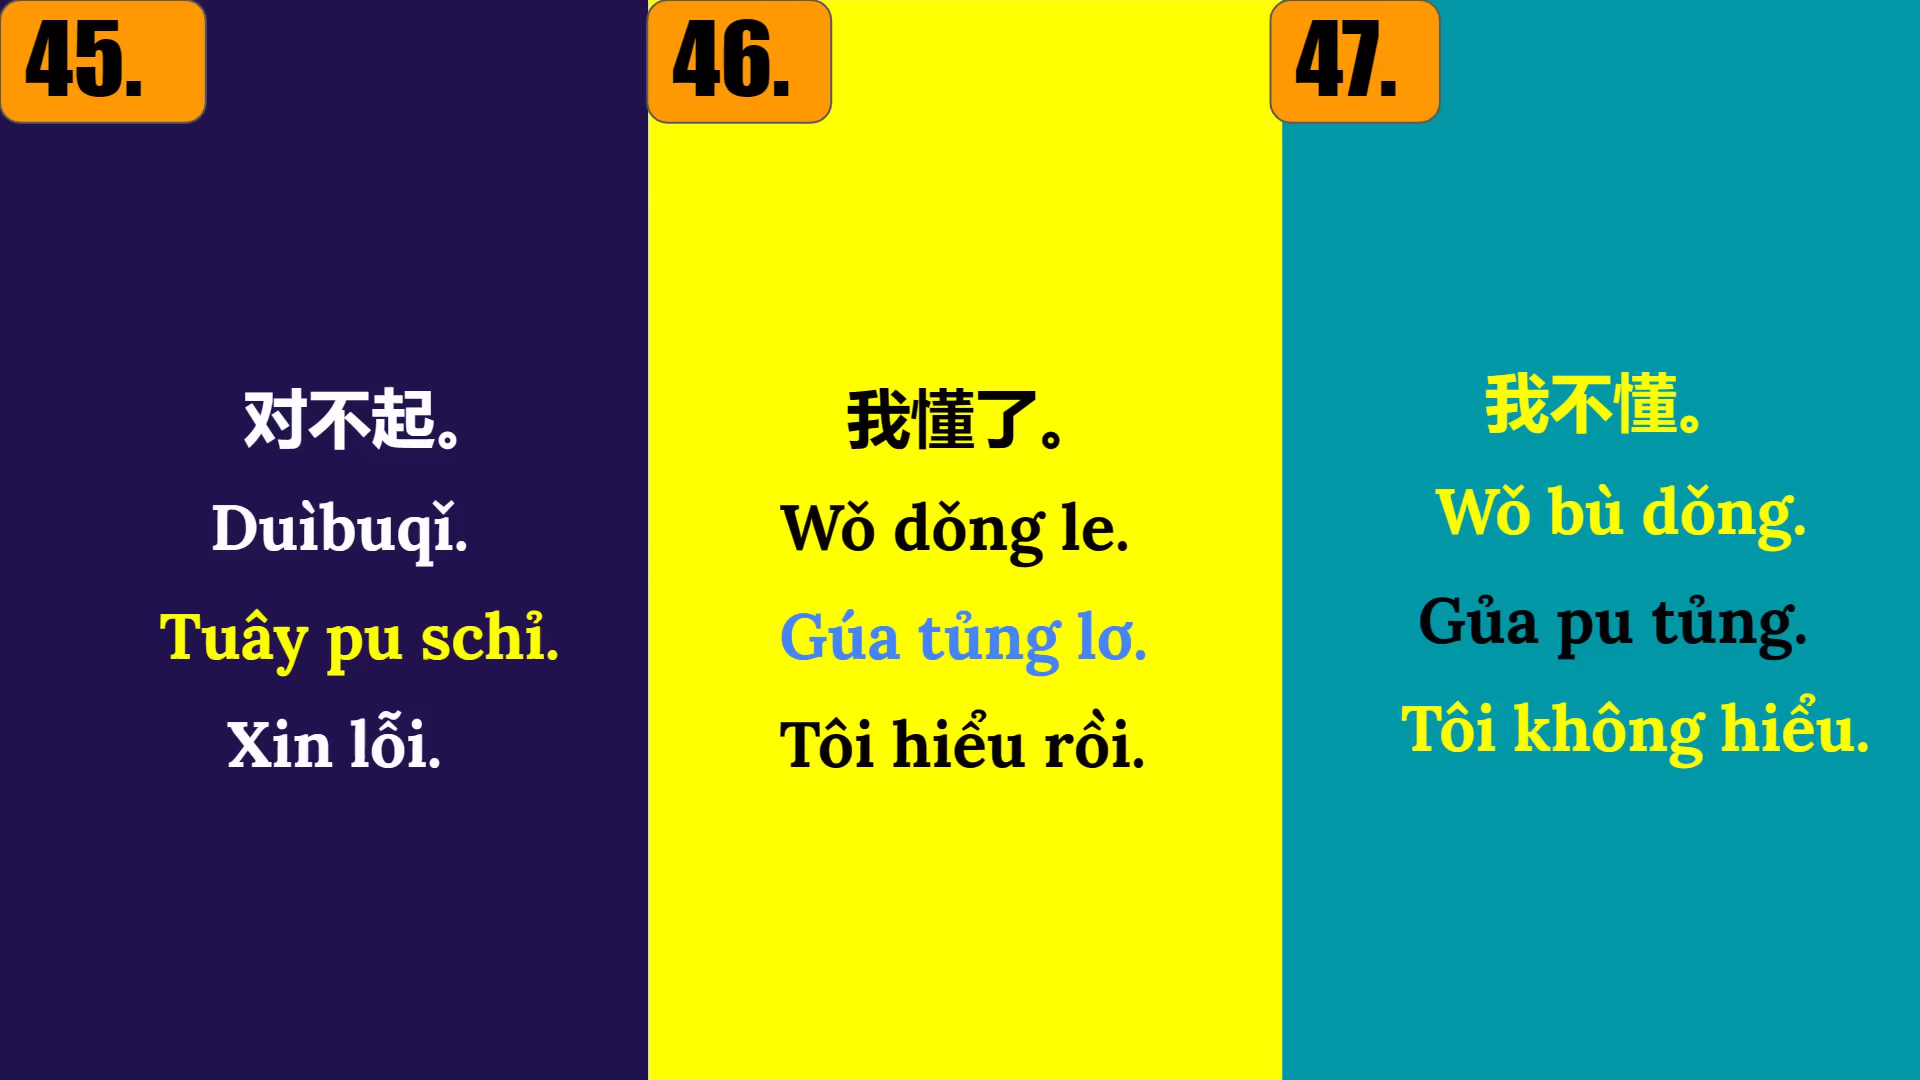 45.
对不起。
Duìbuqǐ.
Tuây pu schỉ.
Xin lỗi.
46.
我懂了。
Wǒ dǒng le.
Gúa tủng lơ.
Tôi hiểu rồi.
47.
我不懂。
Wǒ bù dǒng.
Gủa pu tủng.
Tôi không hiểu.